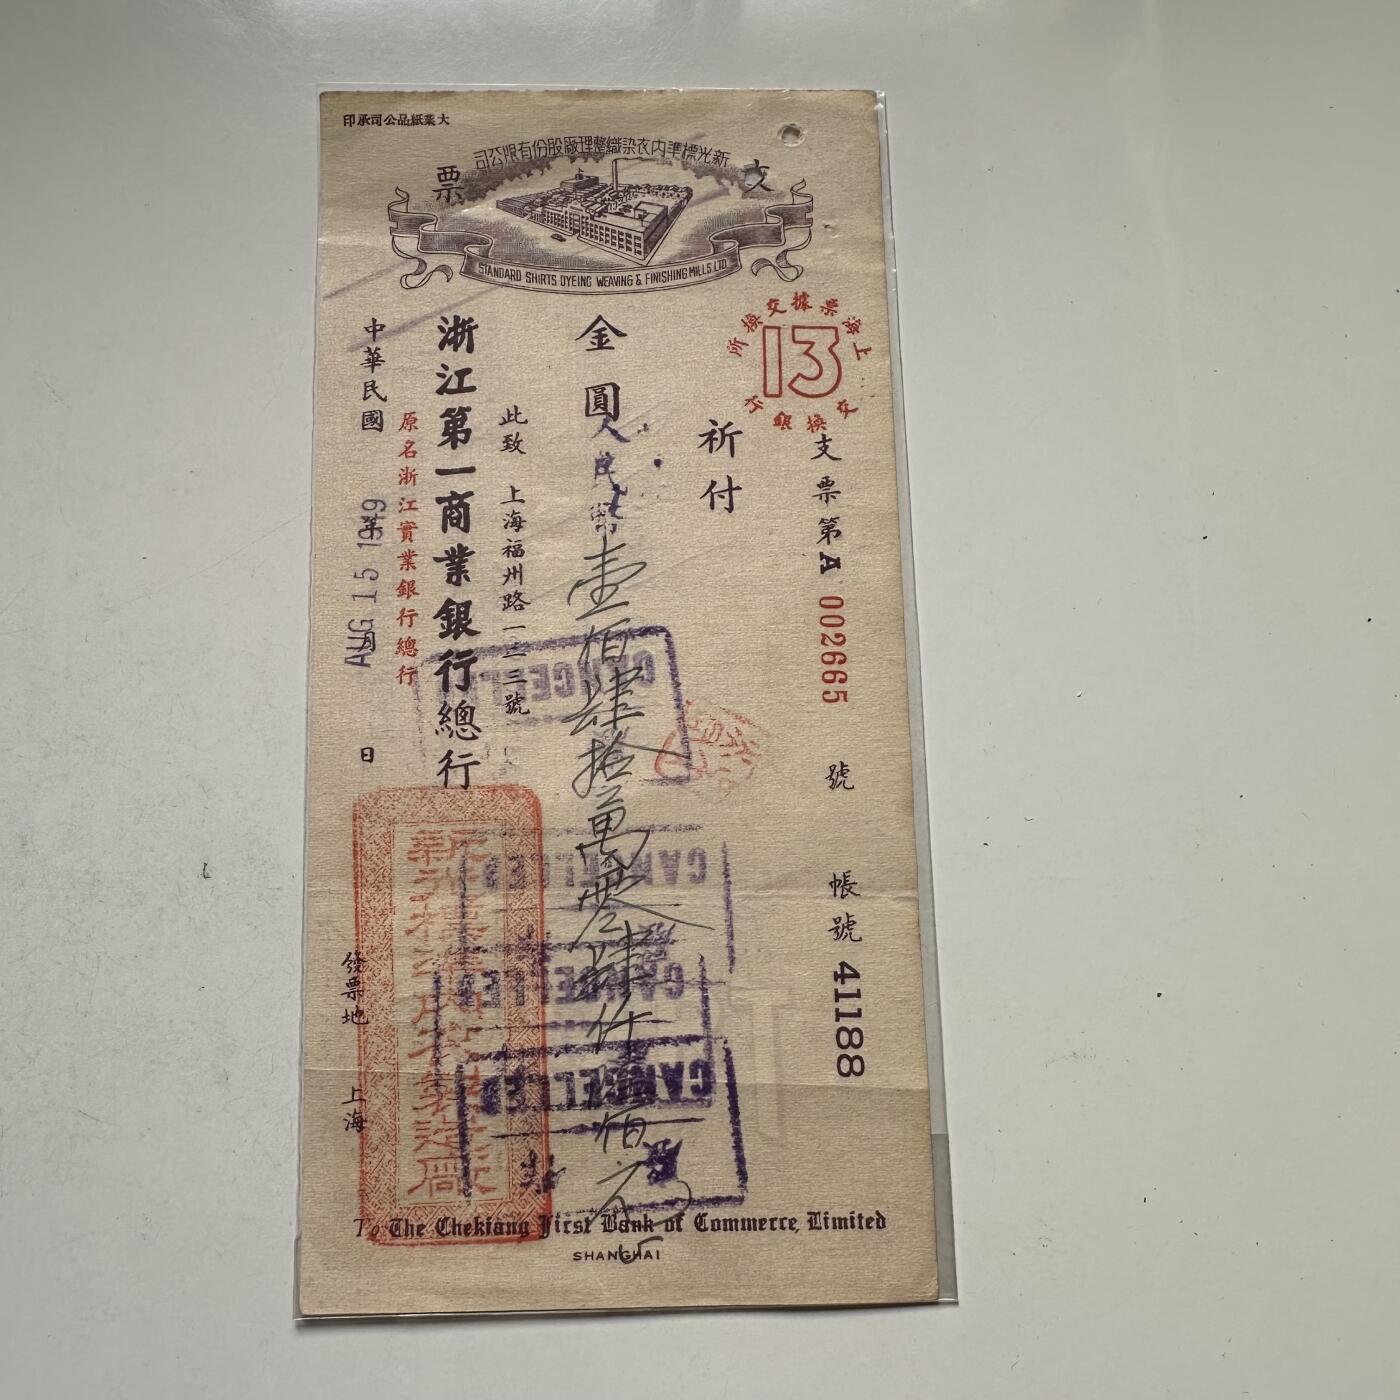 大業紙品公司承印
新光標準內衣染織整理廠股份有限公司
支票
STANDARD SHIRTS DYEING WEAVING & FINISHING MILLS. LTD.
上海票據交換所
13
交換銀行
支票第A 002665號
帳號 41188
祈付
金圓
人民幣壹佰肆拾萬零肆仟
佰元
此致 上海福州路一二三號
浙江第一商業銀行總行
原名浙江實業銀行總行
中華民國 年 月 日
AUG 15 1949
發票地 上海
CANCELLED
CANCELLED
CANCELLED
CANCELLED
To The Chekiang First Bank of Commerce, Limited
SHANGHAI